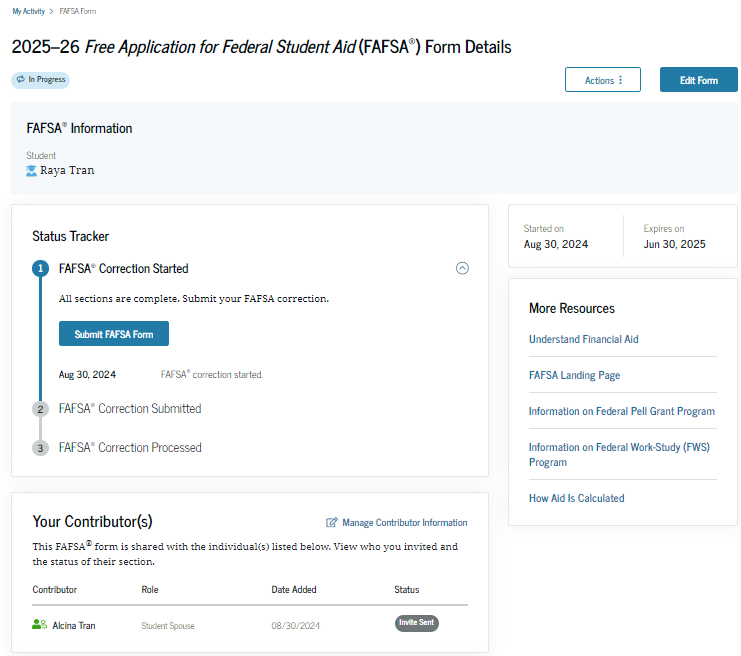 My Activity > FAFSA Form
2025–26 Free Application for Federal Student Aid (FAFSA®) Form Details
In Progress
Actions
Edit Form
FAFSA® Information
Student
Raya Tran
Status Tracker
1 FAFSA® Correction Started
All sections are complete. Submit your FAFSA correction.
Submit FAFSA Form
Aug 30, 2024 FAFSA® correction started.
2 FAFSA® Correction Submitted
3 FAFSA® Correction Processed
Started on
Aug 30, 2024
Expires on
Jun 30, 2025
More Resources
Understand Financial Aid
FAFSA Landing Page
Information on Federal Pell Grant Program
Information on Federal Work-Study (FWS)
Program
How Aid Is Calculated
Your Contributor(s)
Manage Contributor Information
This FAFSA® form is shared with the individual(s) listed below. View who you invited and
the status of their section.
Contributor Role Date Added Status
Alcina Tran Student Spouse 08/30/2024 Invite Sent